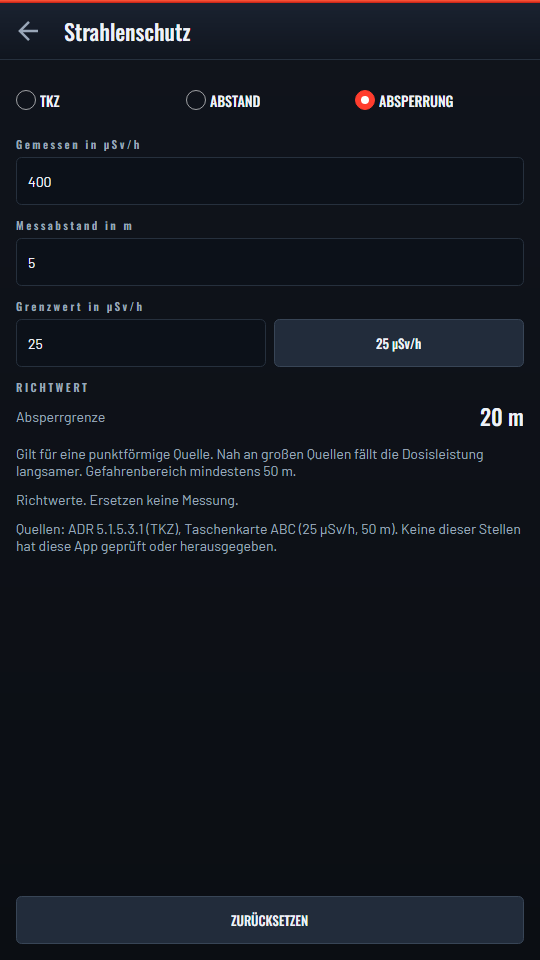 Strahlenschutz
TKZ
ABSTAND
ABSPERRUNG
Gemessen in µSv/h
400
Messabstand in m
5
Grenzwert in µSv/h
25
25 µSv/h
RICHTWERT
Absperrgrenze
20 m
Gilt für eine punktförmige Quelle. Nah an großen Quellen fällt die Dosisleistung
langsamer. Gefahrenbereich mindestens 50 m.
Richtwerte. Ersetzen keine Messung.
Quellen: ADR 5.1.5.3.1 (TKZ), Taschenkarte ABC (25 µSv/h, 50 m). Keine dieser Stellen
hat diese App geprüft oder herausgegeben.
ZURÜCKSETZEN